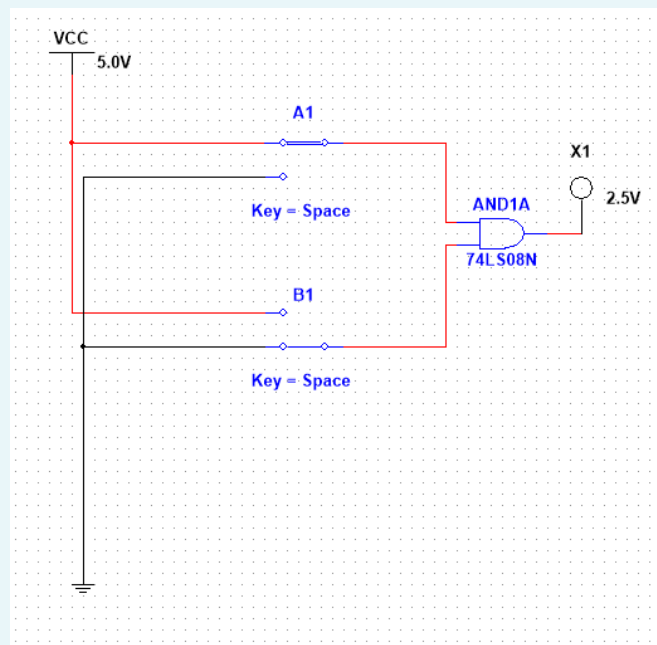 VCC
5.0V
A1
X1
Key = Space
AND1A
2.5V
74LS08N
B1
Key = Space